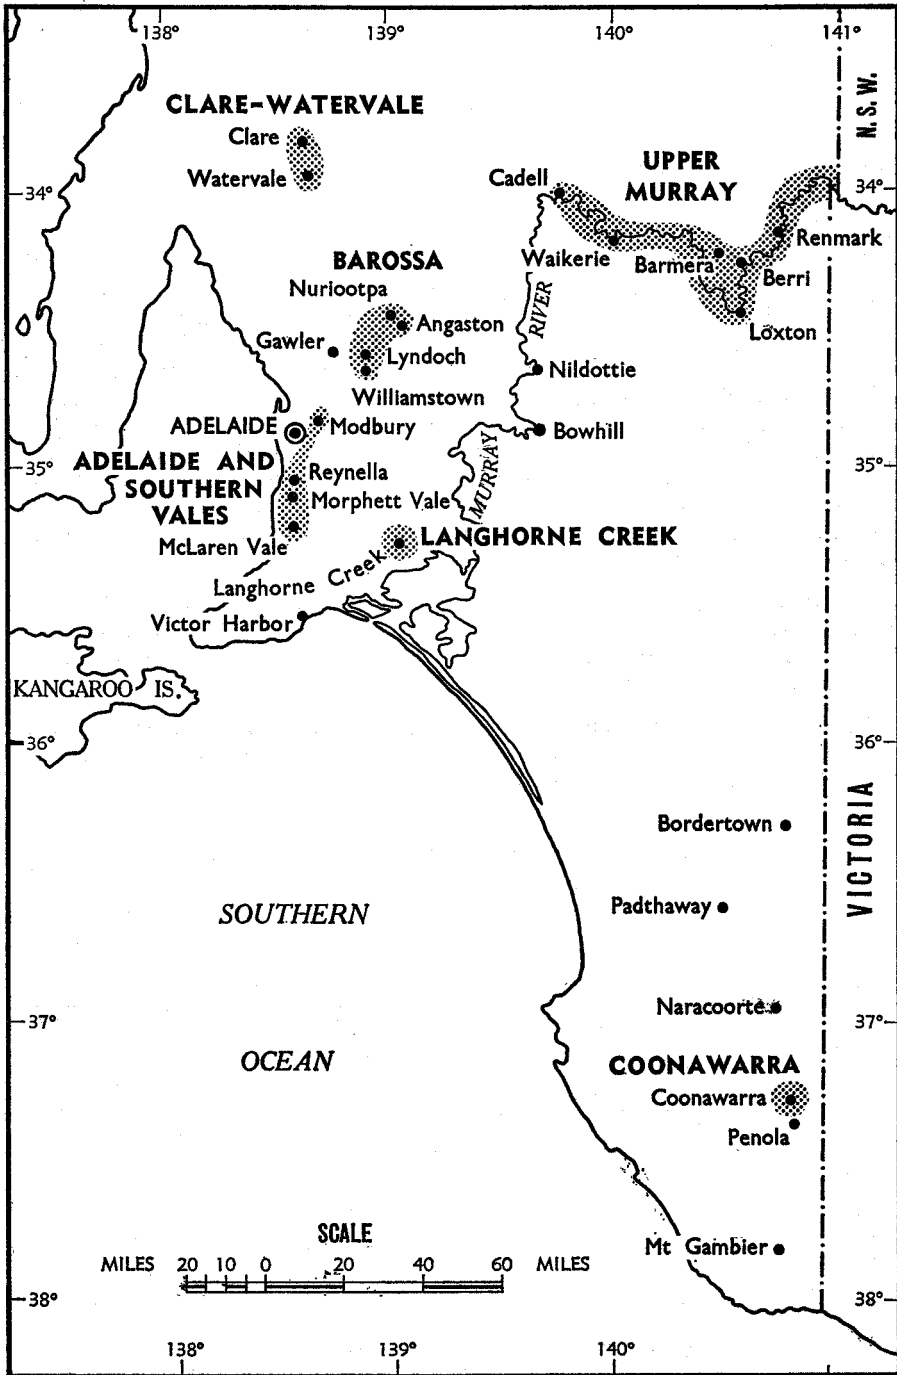 138° 139° 140° 141°
N.S.W.
CLARE-WATERVALE
Clare
Watervale
34° 34°
UPPER
MURRAY
Cadell
Waikerie
Barmera
Renmark
Berri
Loxton
BAROSSA
Nuriootpa
Angaston
Gawler
Lyndoch
Williamstown
RIVER
Nildottie
Bowhill
MURRAY
ADELAIDE
Modbury
35° 35°
ADELAIDE AND
SOUTHERN
VALES
Reynella
Morphett Vale
McLaren Vale
LANGHORNE CREEK
Langhorne Creek
Victor Harbor
KANGAROO IS.
36° 36°
VICTORIA
Bordertown
Padthaway
SOUTHERN
OCEAN
Naracoorte
37° 37°
COONAWARRA
Coonawarra
Penola
Mt Gambier
SCALE
MILES 20 10 0 20 40 60 MILES
38° 38°
138° 139° 140°